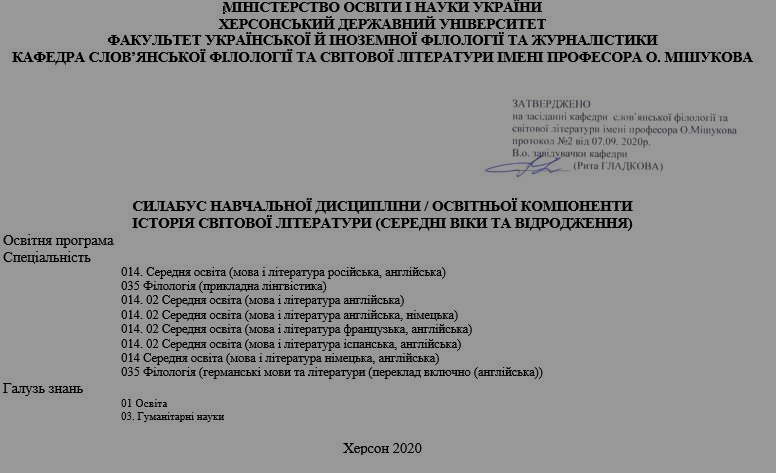 МІНІСТЕРСТВО ОСВІТИ І НАУКИ УКРАЇНИ
ХЕРСОНСЬКИЙ ДЕРЖАВНИЙ УНІВЕРСИТЕТ
ФАКУЛЬТЕТ УКРАЇНСЬКОЇ Й ІНОЗЕМНОЇ ФІЛОЛОГІЇ ТА ЖУРНАЛІСТИКИ
КАФЕДРА СЛОВ’ЯНСЬКОЇ ФІЛОЛОГІЇ ТА СВІТОВОЇ ЛІТЕРАТУРИ ІМЕНІ ПРОФЕСОРА О. МІШУКОВА
ЗАТВЕРДЖЕНО
на засіданні кафедри слов’янської філології та
світової літератури імені професора О.Мішукова
протокол №2 від 07.09. 2020р.
В.о. завідувачки кафедри
(Рита ГЛАДКОВА)
СИЛАБУС НАВЧАЛЬНОЇ ДИСЦИПЛІНИ / ОСВІТНЬОЇ КОМПОНЕНТИ
ІСТОРІЯ СВІТОВОЇ ЛІТЕРАТУРИ (СЕРЕДНІ ВІКИ ТА ВІДРОДЖЕННЯ)
Освітня програма
Спеціальність
014. Середня освіта (мова і література російська, англійська)
035 Філологія (прикладна лінгвістика)
014. 02 Середня освіта (мова і література англійська)
014. 02 Середня освіта (мова і література англійська, німецька)
014. 02 Середня освіта (мова і література французька, англійська)
014. 02 Середня освіта (мова і література іспанська, англійська)
014 Середня освіта (мова і література німецька, англійська)
035 Філологія (германські мови та літератури (переклад включно (англійська))
Галузь знань
01 Освіта
03. Гуманітарні науки
Херсон 2020